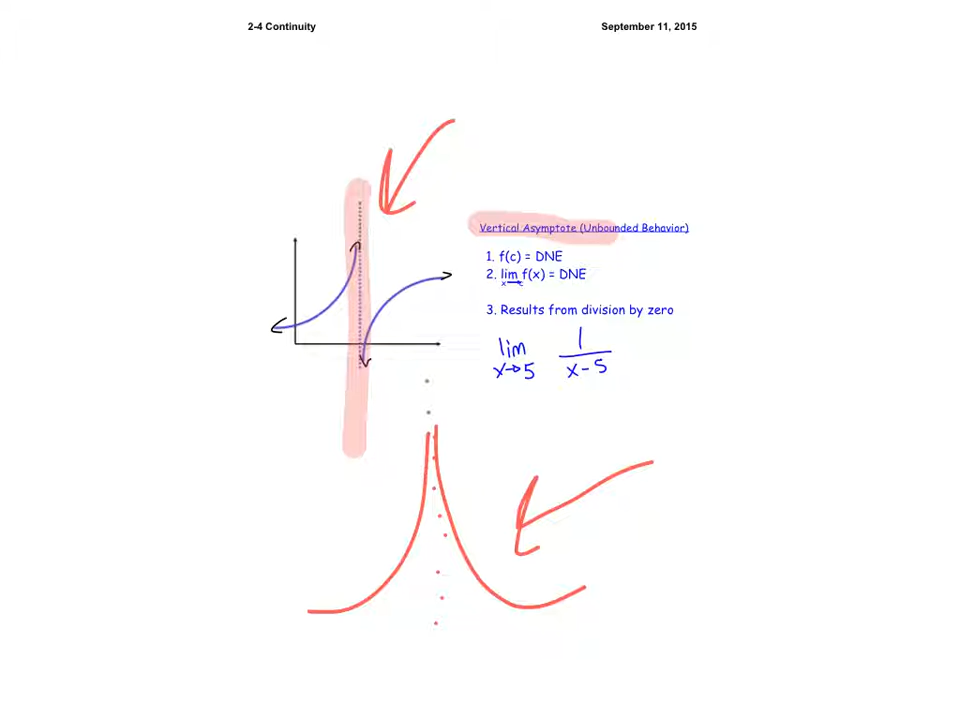 2-4 Continuity September 11, 2015
Vertical Asymptote (Unbounded Behavior)
1. f(c) = DNE
2. lim f(x) = DNE
x→c
3. Results from division by zero
lim 1
x→5 x-5